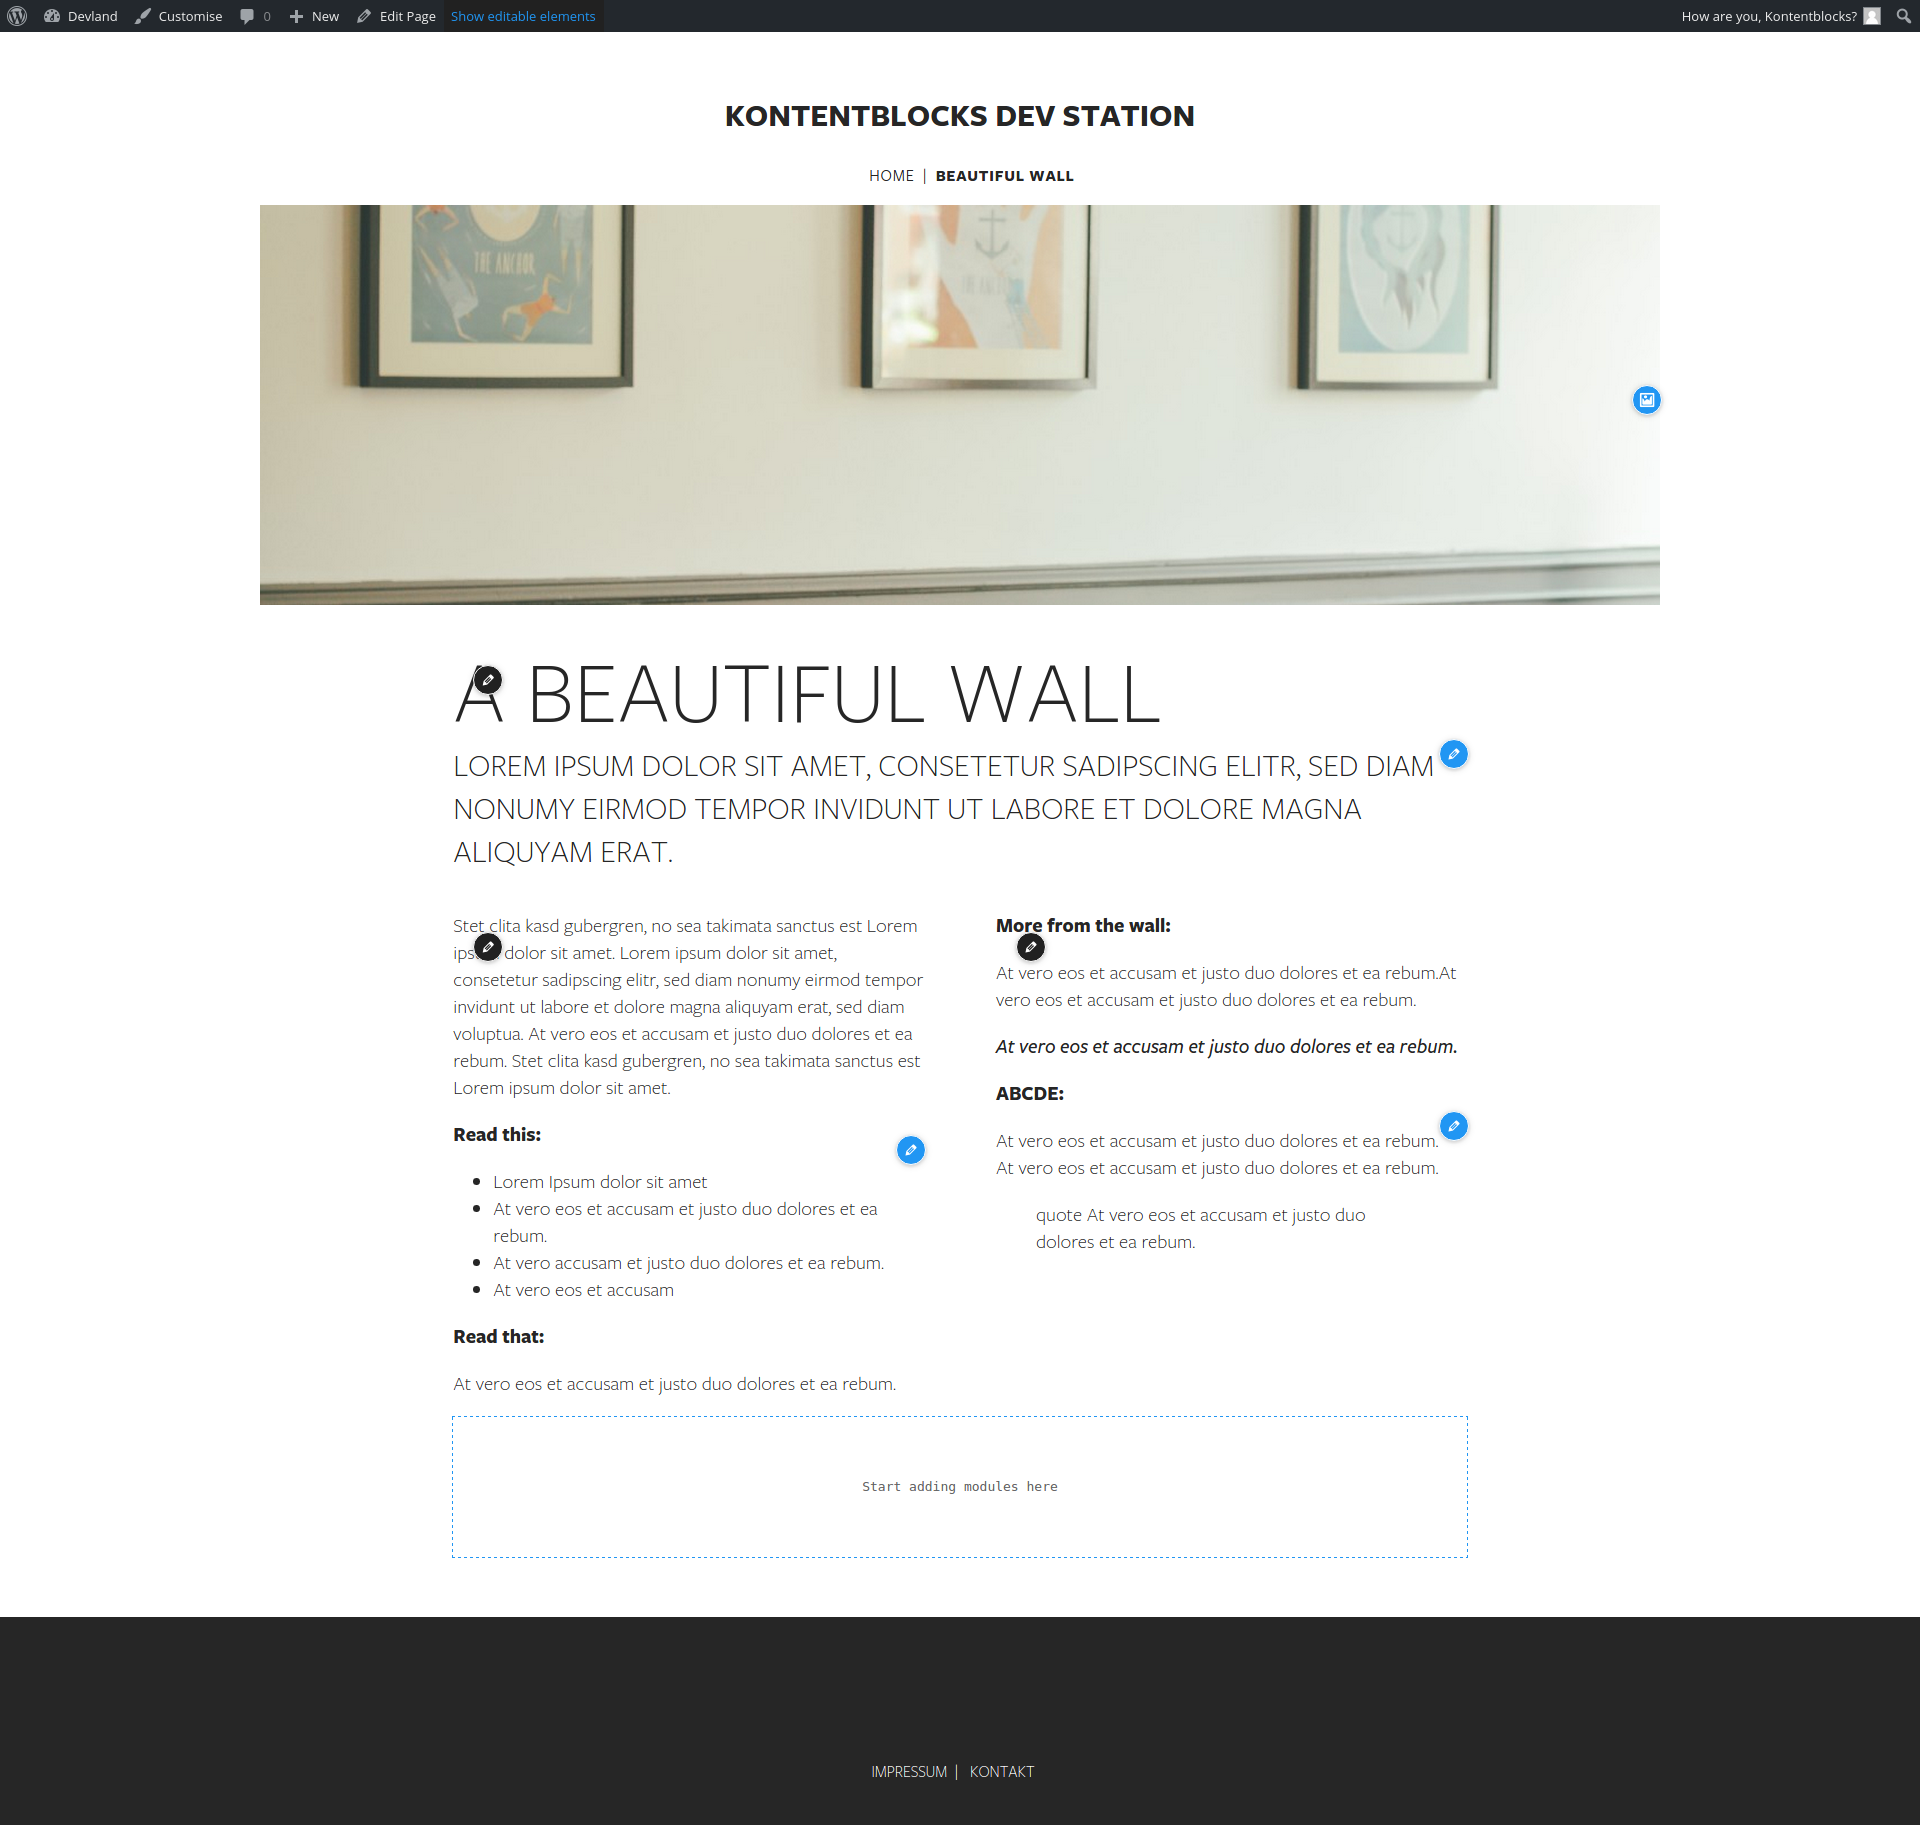 Devland Customise 0 New Edit Page Show editable elements How are you, Kontentblocks?
KONTENTBLOCKS DEV STATION
HOME | BEAUTIFUL WALL
THE ANCHOR
A BEAUTIFUL WALL
LOREM IPSUM DOLOR SIT AMET, CONSETETUR SADIPSCING ELITR, SED DIAM
NONUMY EIRMOD TEMPOR INVIDUNT UT LABORE ET DOLORE MAGNA
ALIQUYAM ERAT.
Stet clita kasd gubergren, no sea takimata sanctus est Lorem
dolor sit amet. Lorem ipsum dolor sit amet,
consetetur sadipscing elitr, sed diam nonumy eirmod tempor
invidunt ut labore et dolore magna aliquyam erat, sed diam
voluptua. At vero eos et accusam et justo duo dolores et ea
rebum. Stet clita kasd gubergren, no sea takimata sanctus est
Lorem ipsum dolor sit amet.
Read this:
Lorem Ipsum dolor sit amet
At vero eos et accusam et justo duo dolores et ea
rebum.
At vero accusam et justo duo dolores et ea rebum.
At vero eos et accusam
Read that:
At vero eos et accusam et justo duo dolores et ea rebum.
More from the wall:
At vero eos et accusam et justo duo dolores et ea rebum.At
vero eos et accusam et justo duo dolores et ea rebum.
At vero eos et accusam et justo duo dolores et ea rebum.
ABCDE:
At vero eos et accusam et justo duo dolores et ea rebum.
At vero eos et accusam et justo duo dolores et ea rebum.
quote At vero eos et accusam et justo duo
dolores et ea rebum.
Start adding modules here
IMPRESSUM | KONTAKT